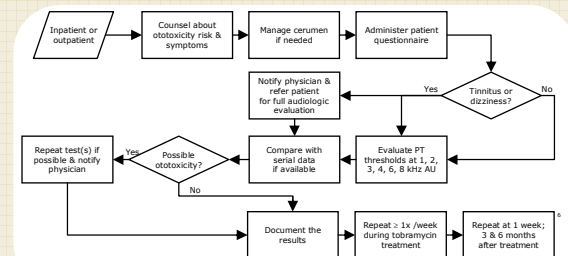 Inpatient or
outpatient
Counsel about
ototoxicity risk &
symptoms
Manage cerumen
if needed
Administer patient
questionnaire
Notify physician &
refer patient
for full audiologic
evaluation
Yes
Tinnitus or
dizziness?
No
Repeat test(s) if
possible & notify
physician
Yes
Possible
ototoxicity?
Compare with
serial data
if available
Evaluate PT
thresholds at 1, 2,
3, 4, 6, 8 kHz AU
No
Document the
results
Repeat ≥ 1x /week
during tobramycin
treatment
Repeat at 1 week;
3 & 6 months
after treatment
6